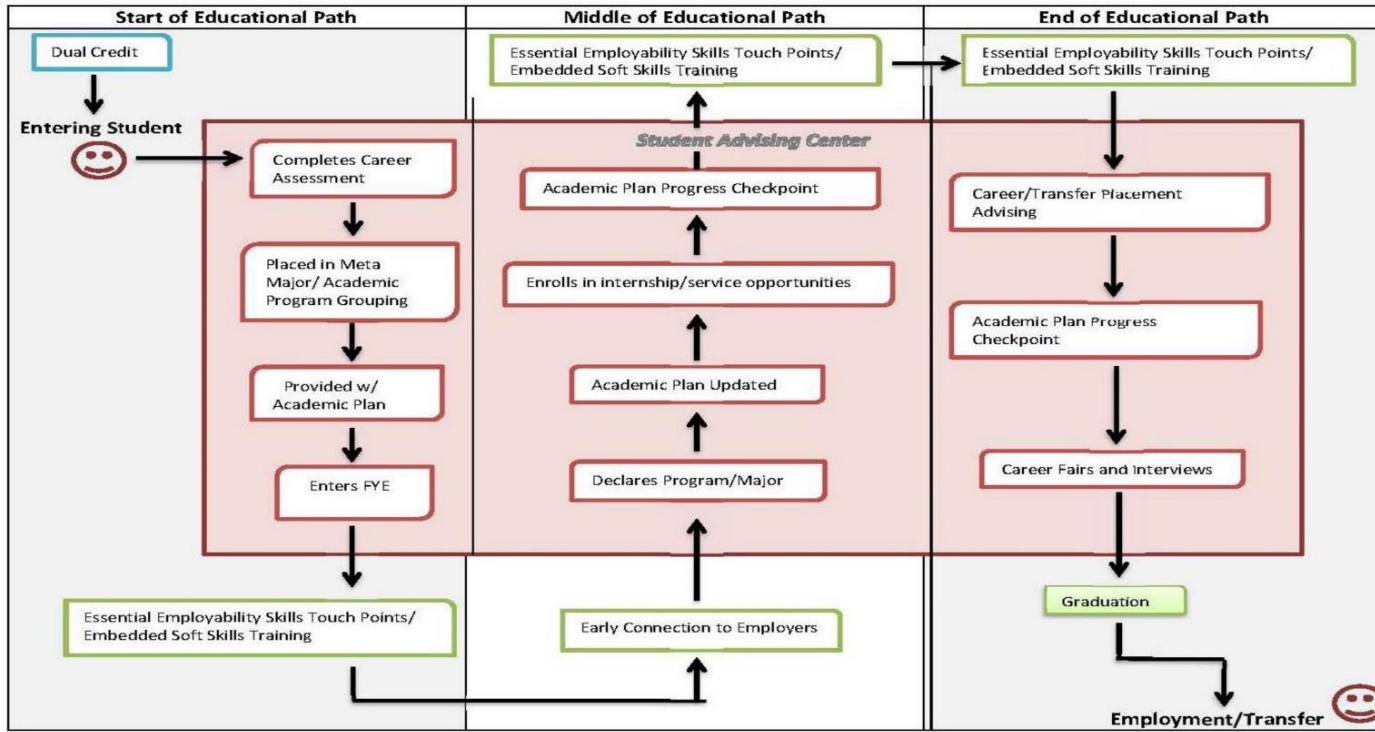 Start of Educational Path
Middle of Educational Path
End of Educational Path
Dual Credit
Entering Student
Completes Career
Assessment
Placed in Meta
Major/ Academic
Program Grouping
Provided w/
Academic Plan
Enters FYE
Essential Employability Skills Touch Points/
Embedded Soft Skills Training
Essential Employability Skills Touch Points/
Embedded Soft Skills Training
Student Advising Center
Academic Plan Progress Checkpoint
Enrolls in internship/service opportunities
Academic Plan Updated
Declares Program/Major
Early Connection to Employers
Essential Employability Skills Touch Points/
Embedded Soft Skills Training
Career/Transfer Placement
Advising
Academic Plan Progress
Checkpoint
Career Fairs and Interviews
Graduation
Employment/Transfer